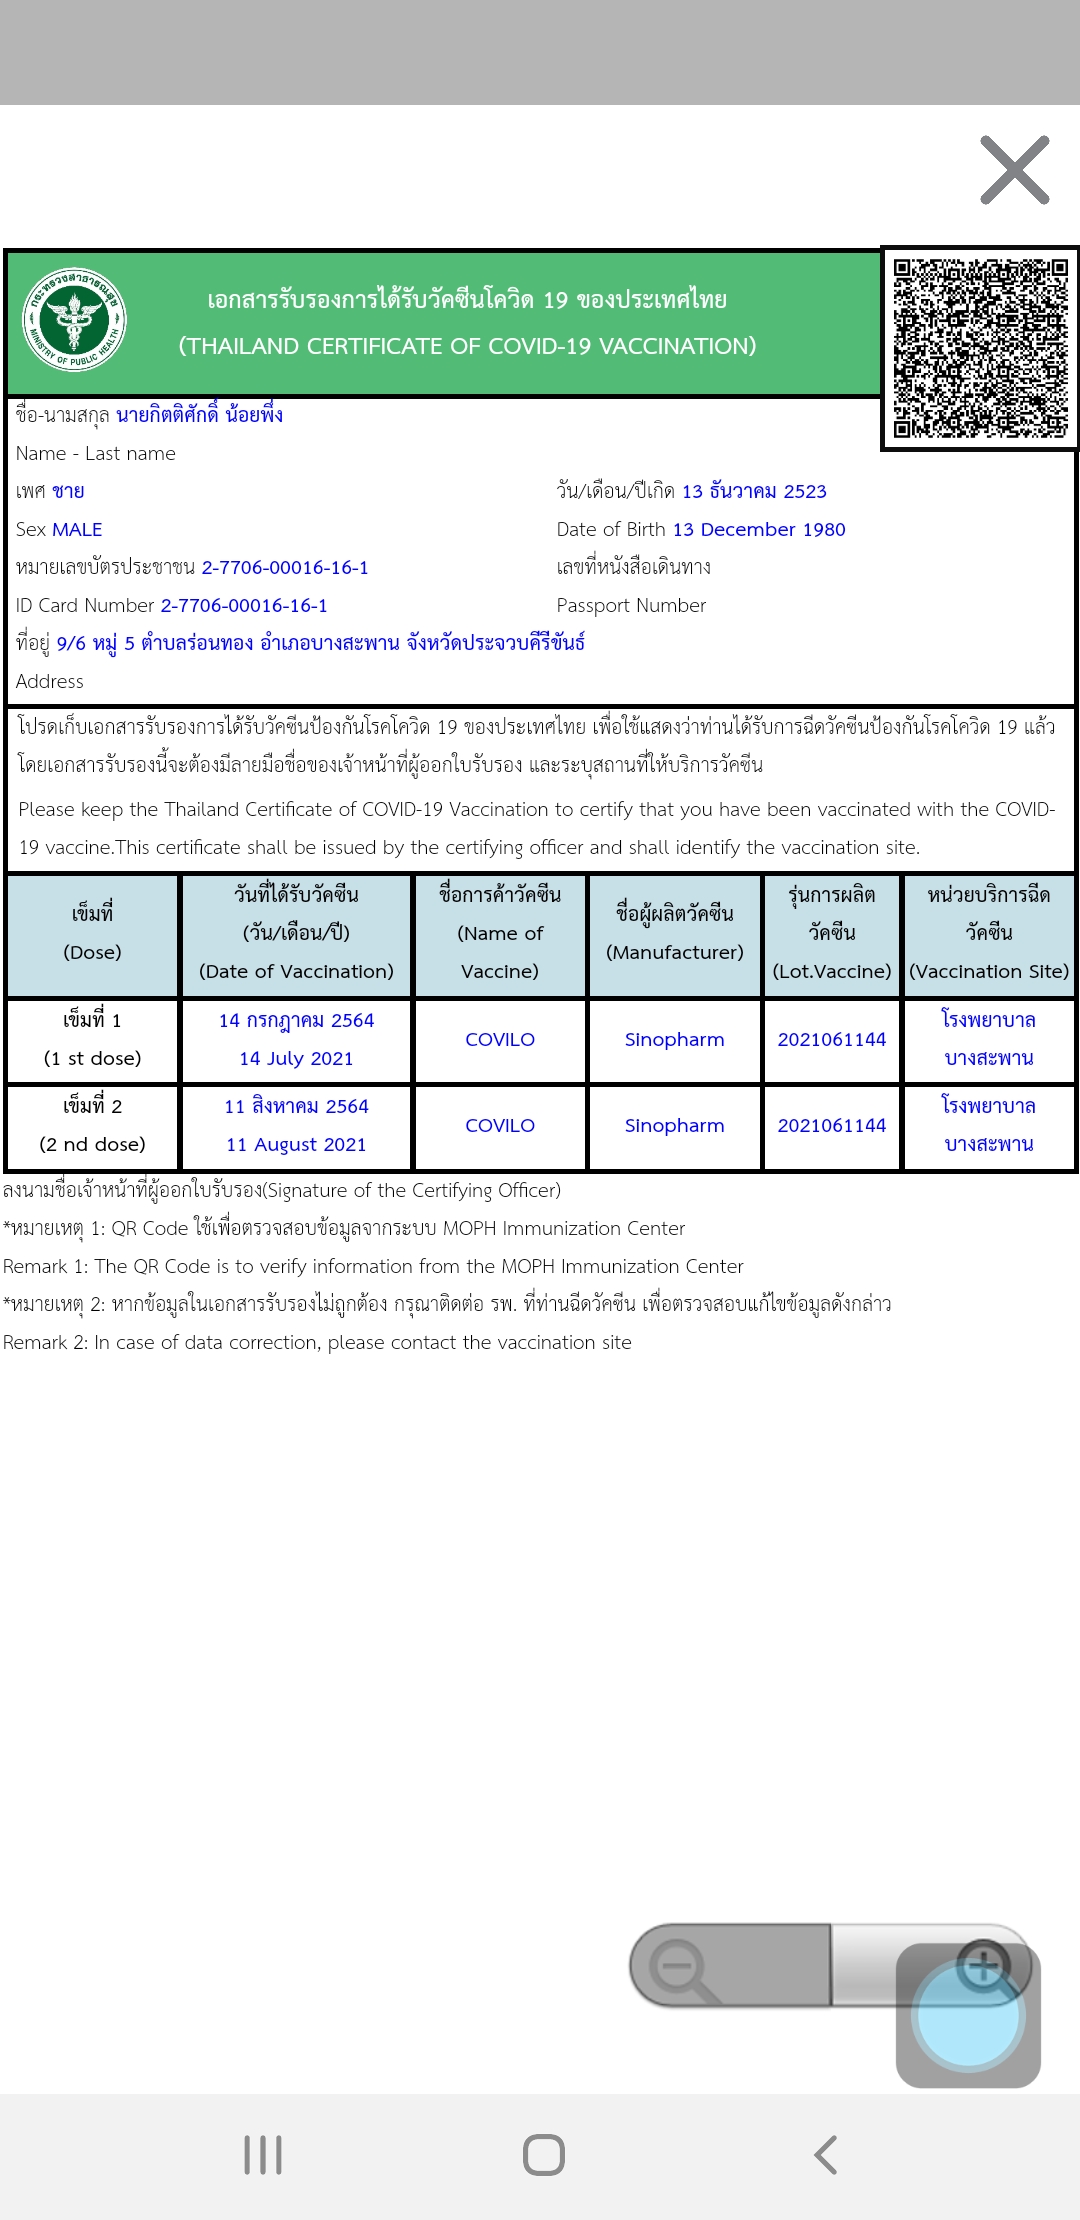 กระทรวงสาธารณสุข
MINISTRY OF PUBLIC HEALTH
เอกสารรับรองการได้รับวัคซีนโควิด 19 ของประเทศไทย
(THAILAND CERTIFICATE OF COVID-19 VACCINATION)
ชื่อ-นามสกุล นายกิตติศักดิ์ น้อยพึ่ง
Name - Last name
เพศ ชาย
วัน/เดือน/ปีเกิด 13 ธันวาคม 2523
Sex MALE
Date of Birth 13 December 1980
หมายเลขบัตรประชาชน 2-7706-00016-16-1
เลขที่หนังสือเดินทาง
ID Card Number 2-7706-00016-16-1
Passport Number
ที่อยู่ 9/6 หมู่ 5 ตำบลร่อนทอง อำเภอบางสะพาน จังหวัดประจวบคีรีขันธ์
Address
โปรดเก็บเอกสารรับรองการได้รับวัคซีนป้องกันโรคโควิด 19 ของประเทศไทย เพื่อใช้แสดงว่าท่านได้รับการฉีดวัคซีนป้องกันโรคโควิด 19 แล้ว
โดยเอกสารรับรองนี้จะต้องมีลายมือชื่อของเจ้าหน้าที่ผู้ออกใบรับรอง และระบุสถานที่ให้บริการวัคซีน
Please keep the Thailand Certificate of COVID-19 Vaccination to certify that you have been vaccinated with the COVID-
19 vaccine.This certificate shall be issued by the certifying officer and shall identify the vaccination site.
เข็มที่
(Dose)
วันที่ได้รับวัคซีน
(วัน/เดือน/ปี)
(Date of Vaccination)
ชื่อการค้าวัคซีน
(Name of
Vaccine)
ชื่อผู้ผลิตวัคซีน
(Manufacturer)
รุ่นการผลิต
วัคซีน
(Lot.Vaccine)
หน่วยบริการฉีด
วัคซีน
(Vaccination Site)
เข็มที่ 1
(1 st dose)
14 กรกฎาคม 2564
14 July 2021
COVILO
Sinopharm
2021061144
โรงพยาบาล
บางสะพาน
เข็มที่ 2
(2 nd dose)
11 สิงหาคม 2564
11 August 2021
COVILO
Sinopharm
2021061144
โรงพยาบาล
บางสะพาน
ลงนามชื่อเจ้าหน้าที่ผู้ออกใบรับรอง(Signature of the Certifying Officer)
*หมายเหตุ 1: QR Code ใช้เพื่อตรวจสอบข้อมูลจากระบบ MOPH Immunization Center
Remark 1: The QR Code is to verify information from the MOPH Immunization Center
*หมายเหตุ 2: หากข้อมูลในเอกสารรับรองไม่ถูกต้อง กรุณาติดต่อ รพ. ที่ท่านฉีดวัคซีน เพื่อตรวจสอบแก้ไขข้อมูลดังกล่าว
Remark 2: In case of data correction, please contact the vaccination site